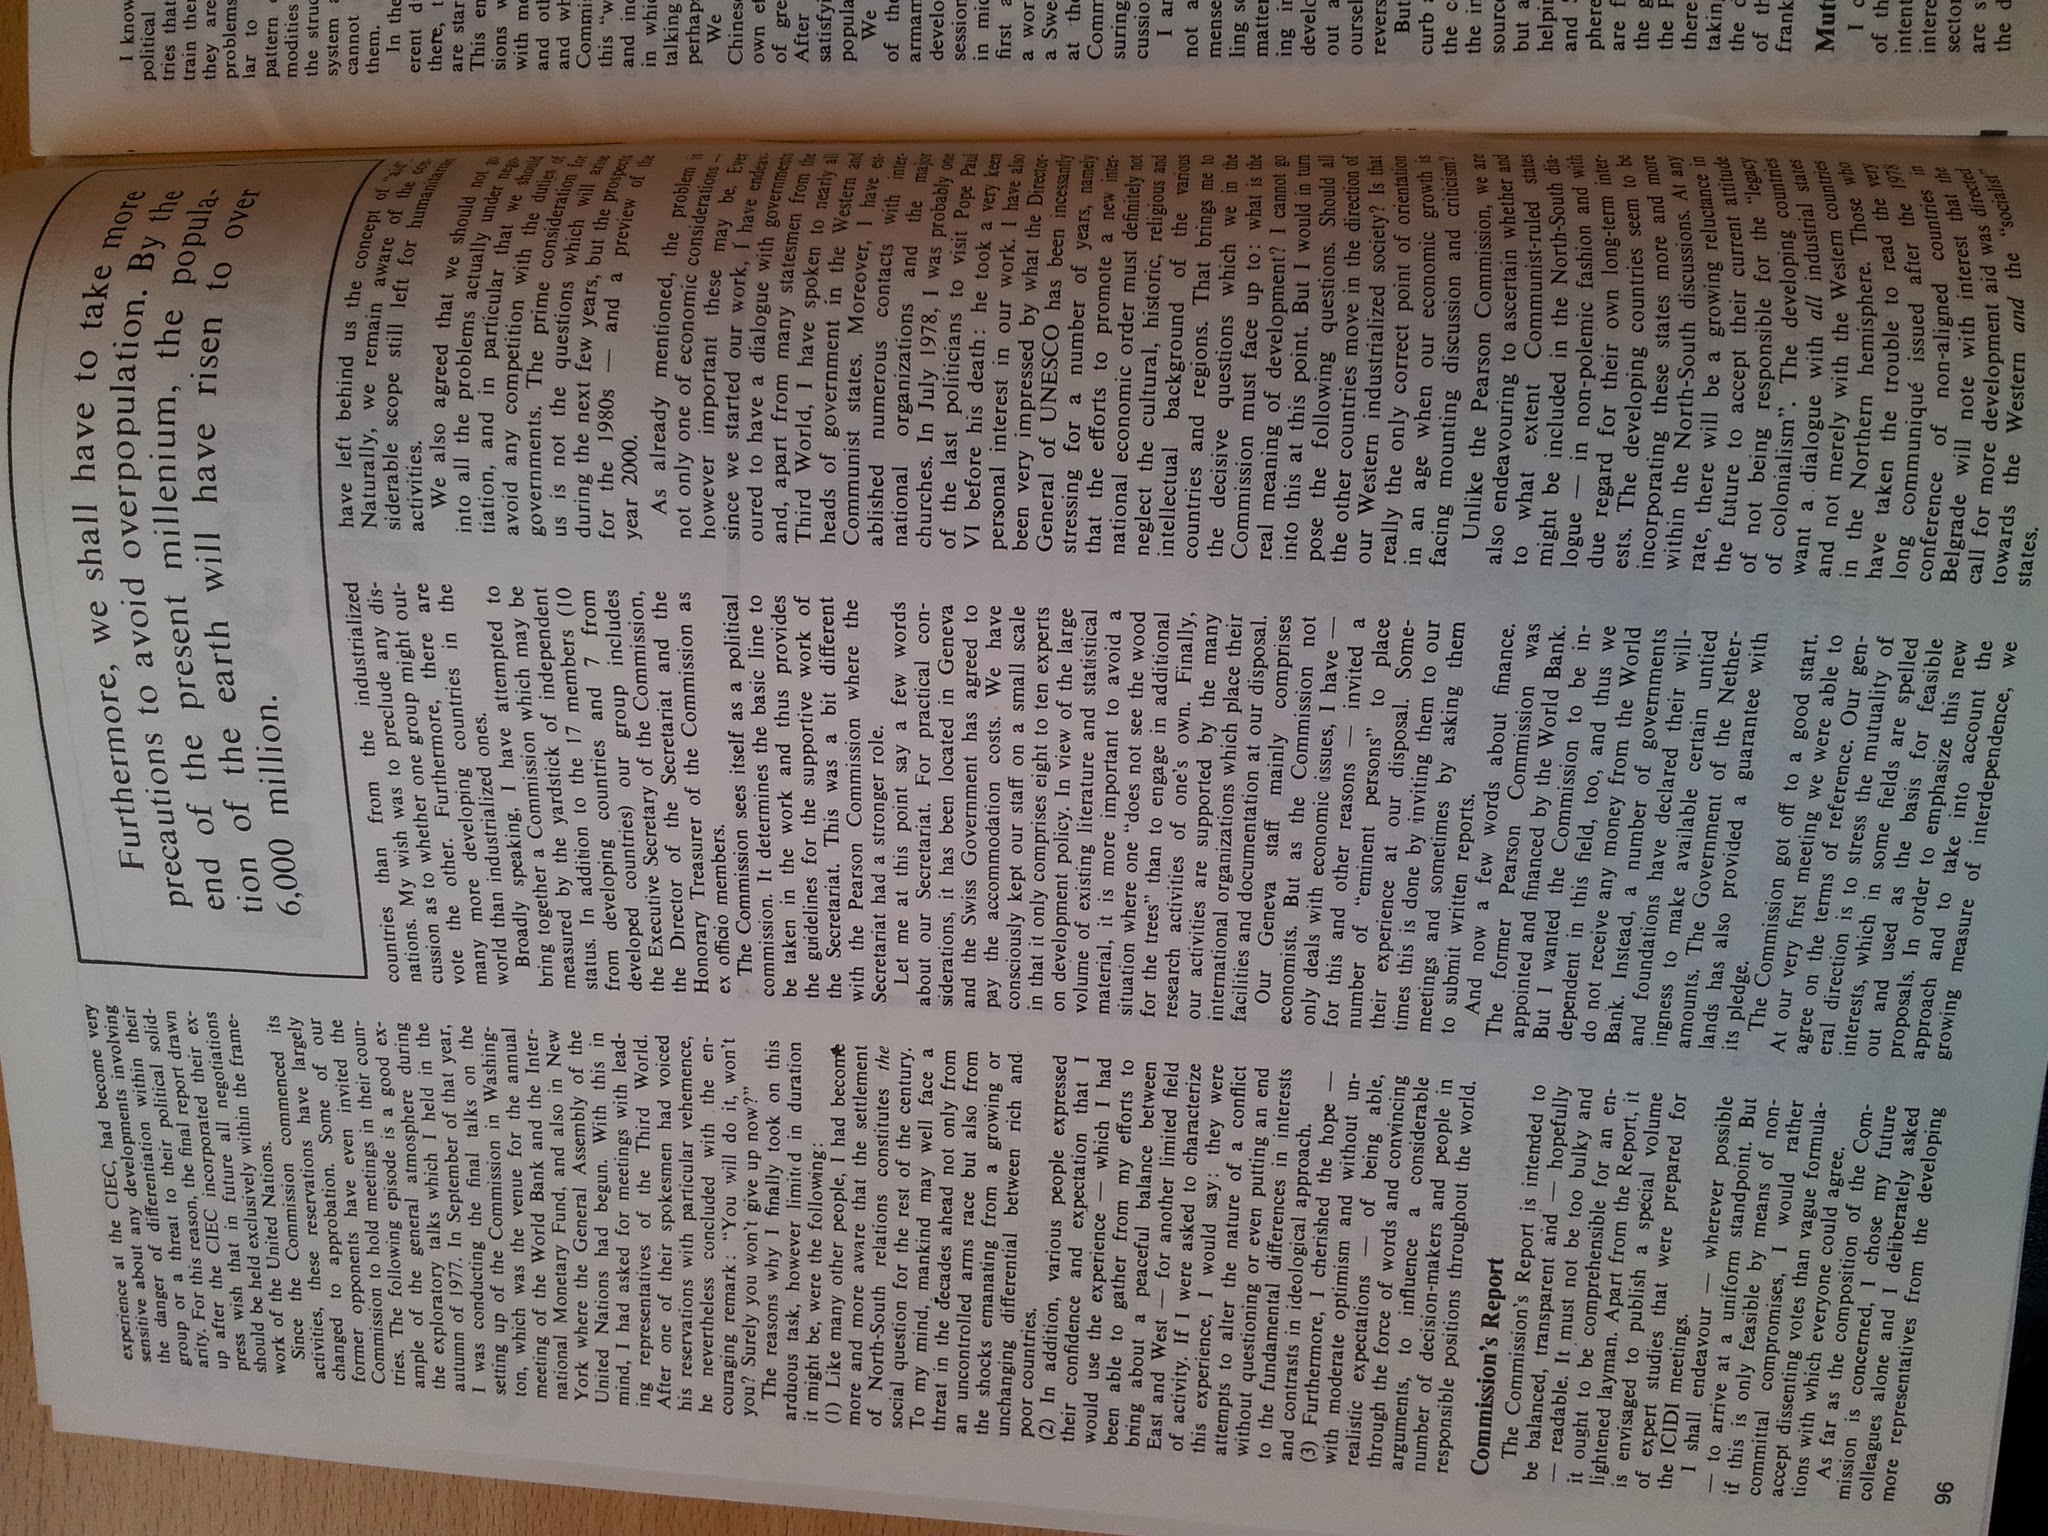 experience at the CIEC, had become very
sensitive about any developments involving
the danger of differentiation within their
group or a threat to their political solid-
arity. For this reason, the final report drawn
up after the CIEC incorporated their ex-
press wish that in future all negotiations
should be held exclusively within the frame-
work of the United Nations.
Since the Commission commenced its
activities, these reservations have largely
changed to approbation. Some of our
former opponents have even invited the
Commission to hold meetings in their coun-
tries. The following episode is a good ex-
ample of the general atmosphere during
the exploratory talks which I held in the
autumn of 1977. In September of that year,
I was conducting the final talks on the
setting up of the Commission in Washing-
ton, which was the venue for the annual
meeting of the World Bank and the Inter-
national Monetary Fund, and also in New
York where the General Assembly of the
United Nations had begun. With this in
mind, I had asked for meetings with lead-
ing representatives of the Third World.
After one of their spokesmen had voiced
his reservations with particular vehemence,
he nevertheless concluded with the en-
couraging remark: “You will do it, won't
you? Surely you won't give up now?”
The reasons why I finally took on this
arduous task, however limited in duration
it might be, were the following:
(1) Like many other people, I had become
more and more aware that the settlement
of North-South relations constitutes the
social question for the rest of the century.
To my mind, mankind may well face a
threat in the decades ahead not only from
an uncontrolled arms race but also from
the shocks emanating from a growing or
unchanging differential between rich and
poor countries.
(2) In addition, various people expressed
their confidence and expectation that I
would use the experience — which I had
been able to gather from my efforts to
bring about a peaceful balance between
East and West — for another limited field
of activity. If I were asked to characterize
this experience, I would say: they were
attempts to alter the nature of a conflict
without questioning or even putting an end
to the fundamental differences in interests
and contrasts in ideological approach.
(3) Furthermore, I cherished the hope —
with moderate optimism and without un-
realistic expectations — of being able,
through the force of words and convincing
arguments, to influence a considerable
number of decision-makers and people in
responsible positions throughout the world.
Commission's Report
The Commission's Report is intended to
be balanced, transparent and — hopefully
— readable. It must not be too bulky and
it ought to be comprehensible for an en-
lightened layman. Apart from the Report, it
is envisaged to publish a special volume
of expert studies that were prepared for
the ICIDI meetings.
I shall endeavour — wherever possible
— to arrive at a uniform standpoint. But
if this is only feasible by means of non-
committal compromises, I would rather
accept dissenting votes than vague formula-
tions with which everyone could agree.
As far as the composition of the Com-
mission is concerned, I chose my future
colleagues alone and I deliberately asked
more representatives from the developing
96
Furthermore, we shall have to take more
precautions to avoid overpopulation. By the
end of the present millenium, the popula-
tion of the earth will have risen to over
6,000 million.
countries than from the industrialized
nations. My wish was to preclude any dis-
cussion as to whether one group might out-
vote the other. Furthermore, there are
many more developing countries in the
world than industrialized ones.
Broadly speaking, I have attempted to
bring together a Commission which may be
measured by the yardstick of independent
status. In addition to the 17 members (10
from developing countries and 7 from
developed countries) our group includes
the Executive Secretary of the Commission,
the Director of the Secretariat and the
Honorary Treasurer of the Commission as
ex officio members.
The Commission sees itself as a political
commission. It determines the basic line to
be taken in the work and thus provides
the guidelines for the supportive work of
the Secretariat. This was a bit different
with the Pearson Commission where the
Secretariat had a stronger role.
Let me at this point say a few words
about our Secretariat. For practical con-
siderations, it has been located in Geneva
and the Swiss Government has agreed to
pay the accommodation costs. We have
consciously kept our staff on a small scale
in that it only comprises eight to ten experts
on development policy. In view of the large
volume of existing literature and statistical
material, it is more important to avoid a
situation where one “does not see the wood
for the trees” than to engage in additional
research activities of one's own. Finally,
our activities are supported by the many
international organizations which place their
facilities and documentation at our disposal.
Our Geneva staff mainly comprises
economists. But as the Commission not
only deals with economic issues, I have —
for this and other reasons — invited a
number of “eminent persons” to place
their experience at our disposal. Some-
times this is done by inviting them to our
meetings and sometimes by asking them
to submit written reports.
And now a few words about finance.
The former Pearson Commission was
appointed and financed by the World Bank.
But I wanted the Commission to be in-
dependent in this field, too, and thus we
do not receive any money from the World
Bank. Instead, a number of governments
and foundations have declared their will-
ingness to make available certain untied
amounts. The Government of the Nether-
lands has also provided a guarantee with
its pledge.
The Commission got off to a good start.
At our very first meeting we were able to
agree on the terms of reference. Our gen-
eral direction is to stress the mutuality of
interests, which in some fields are spelled
out and used as the basis for feasible
proposals. In order to emphasize this new
approach and to take into account the
growing measure of interdependence, we
have left behind us the concept of “aid”.
Naturally, we remain aware of the con-
siderable scope still left for humanitarian
activities.
We also agreed that we should not go
into all the problems actually under nego-
tiation, and in particular that we should
avoid any competition with the duties of
governments. The prime consideration for
us is not the questions which will arise
during the next few years, but the prospects
for the 1980s — and a preview of the
year 2000.
As already mentioned, the problem is
not only one of economic considerations —
however important these may be. Ever
since we started our work, I have endeav-
oured to have a dialogue with governments
and, apart from many statesmen from the
Third World, I have spoken to nearly all
heads of government in the Western and
Communist states. Moreover, I have est-
ablished numerous contacts with inter-
national organizations and the major
churches. In July 1978, I was probably one
of the last politicians to visit Pope Paul
VI before his death: he took a very keen
personal interest in our work. I have also
been very impressed by what the Director-
General of UNESCO has been incessantly
stressing for a number of years, namely
that the efforts to promote a new inter-
national economic order must definitely not
neglect the cultural, historic, religious and
intellectual background of the various
countries and regions. That brings me to
the decisive questions which we in the
Commission must face up to: what is the
real meaning of development? I cannot go
into this at this point. But I would in turn
pose the following questions. Should all
the other countries move in the direction of
our Western industrialized society? Is that
really the only correct point of orientation
in an age when our economic growth is
facing mounting discussion and criticism?
Unlike the Pearson Commission, we are
also endeavouring to ascertain whether and
to what extent Communist-ruled states
might be included in the North-South dia-
logue — in non-polemic fashion and with
due regard for their own long-term inter-
ests. The developing countries seem to be
incorporating these states more and more
within the North-South discussions. At any
rate, there will be a growing reluctance in
the future to accept their current attitude
of not being responsible for the “legacy
of colonialism”. The developing countries
want a dialogue with all industrial states
and not merely with the Western countries
in the Northern hemisphere. Those who
have taken the trouble to read the very
long communiqué issued after the 1978
conference of non-aligned countries in
Belgrade will note with interest that the
call for more development aid was directed
towards the Western and the “socialist”
states.
I know
political
tries that
train them
they are
problems
lar to
pattern
modities
the struc
system
cannot
them.
In the
erent d
there, t
are star
This en
sions w
with me
and oth
and wh
Commi
this “w
and inc
in whic
talking
perhap
We
Chines
own ef
of gre
After
satisfyi
popula
We
of the
armam
develo
session
in mid
first a
a wor
a Swe
at the
Comm
suring
cussio
I ar
not a
mense
ling so
matter
ing in
develo
out a
oursel
revers
But
curb a
the co
the in
source
but a
helpin
and
phere
are f
the g
the P
there
taking
the d
of th
frank
Mut
I c
of th
intent
intere
sector
are s
the d